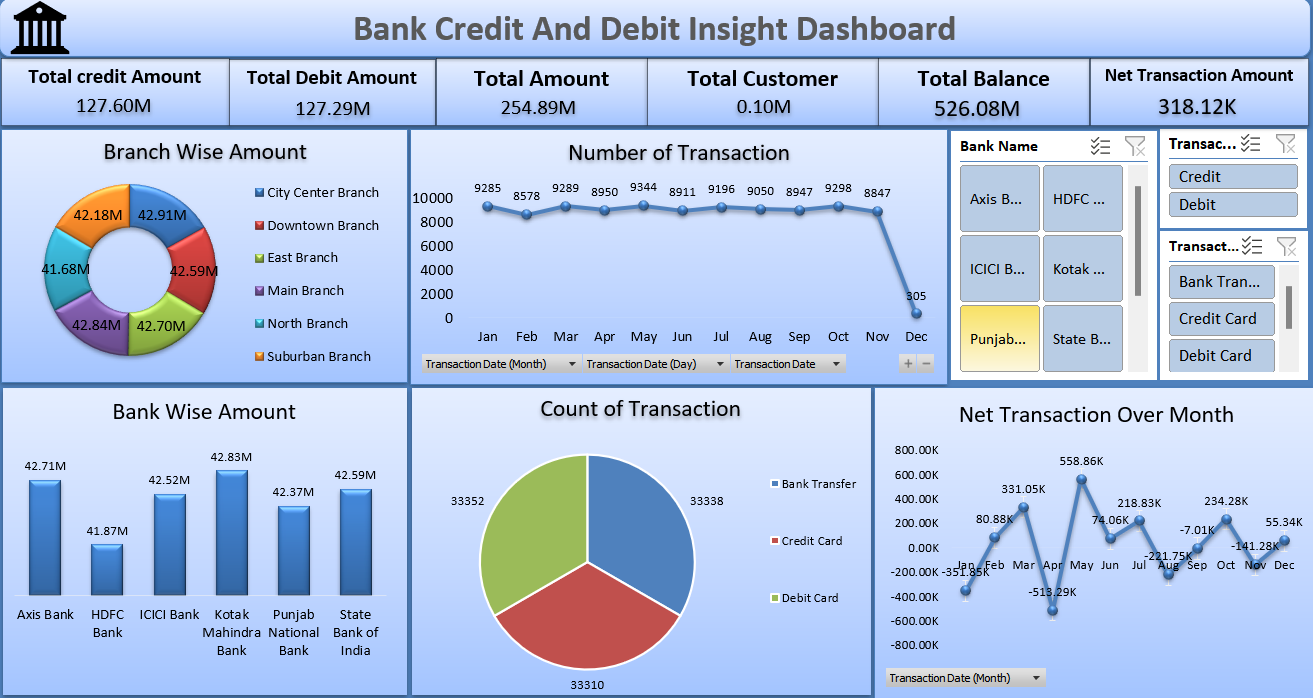 Bank Credit And Debit Insight Dashboard
Total credit Amount
127.60M
Total Debit Amount
127.29M
Total Amount
254.89M
Total Customer
0.10M
Total Balance
526.08M
Net Transaction Amount
318.12K
Branch Wise Amount
42.18M
42.91M
41.68M
42.59M
42.84M
42.70M
City Center Branch
Downtown Branch
East Branch
Main Branch
North Branch
Suburban Branch
Number of Transaction
10000
8000
6000
4000
2000
0
9285
8578
9289
8950
9344
8911
9196
9050
8947
9298
8847
305
Jan Feb Mar Apr May Jun Jul Aug Sep Oct Nov Dec
Transaction Date (Month) Transaction Date (Day) Transaction Date
+ −
Bank Name
Axis B... HDFC ...
ICICI B... Kotak ...
Punjab... State B...
Transac...
Credit
Debit
Transact...
Bank Tran...
Credit Card
Debit Card
Bank Wise Amount
42.71M
41.87M
42.52M
42.83M
42.37M
42.59M
Axis Bank
HDFC
Bank
ICICI Bank
Kotak
Mahindra
Bank
Punjab
National
Bank
State
Bank of
India
Count of Transaction
33352
33338
33310
Bank Transfer
Credit Card
Debit Card
Net Transaction Over Month
800.00K
600.00K
400.00K
200.00K
0.00K
-200.00K
-400.00K
-600.00K
-800.00K
-351.85K
80.88K
331.05K
-513.29K
558.86K
74.06K
218.83K
-221.75K
-7.01K
234.28K
-141.28K
55.34K
Jan Feb Mar Apr May Jun Jul Aug Sep Oct Nov Dec
Transaction Date (Month)